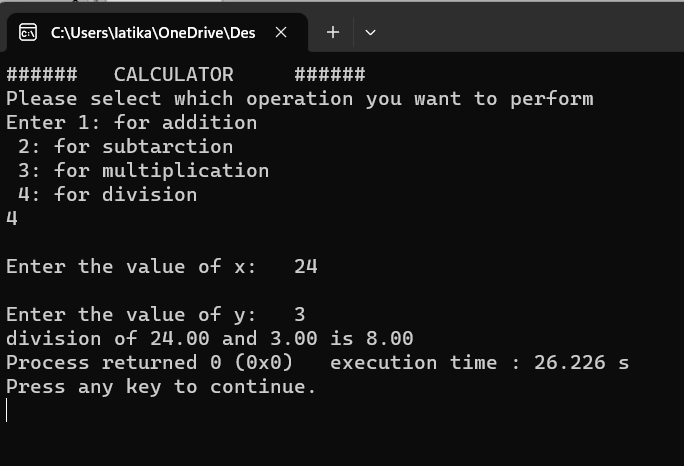 C:\Users\latika\OneDrive\Des
######   CALCULATOR     ######
Please select which operation you want to perform
Enter 1: for addition
 2: for subtarction
 3: for multiplication
 4: for division
4
Enter the value of x:   24
Enter the value of y:   3
division of 24.00 and 3.00 is 8.00
Process returned 0 (0x0)   execution time : 26.226 s
Press any key to continue.